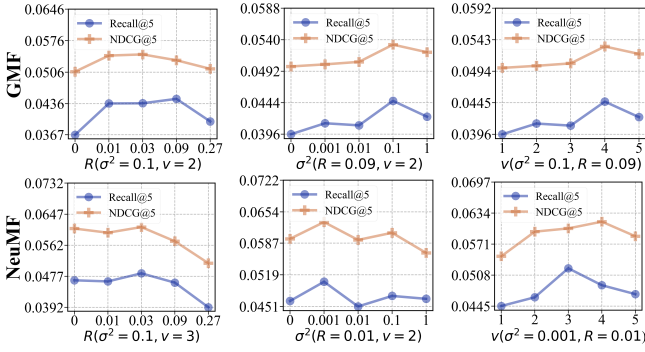 GMF
0.0646
0.0576
0.0506
0.0436
0.0367
Recall@5
NDCG@5
0 0.01 0.03 0.09 0.27
R(σ² = 0.1, v = 2)
0.0588
0.0540
0.0492
0.0444
0.0396
Recall@5
NDCG@5
0 0.001 0.01 0.1 1
σ²(R = 0.09, v = 2)
0.0592
0.0543
0.0494
0.0445
0.0396
Recall@5
NDCG@5
1 2 3 4 5
v(σ² = 0.1, R = 0.09)
NeuMF
0.0732
0.0647
0.0562
0.0477
0.0392
Recall@5
NDCG@5
0 0.01 0.03 0.09 0.27
R(σ² = 0.1, v = 3)
0.0722
0.0654
0.0587
0.0519
0.0451
Recall@5
NDCG@5
0 0.001 0.01 0.1 1
σ²(R = 0.01, v = 2)
0.0697
0.0634
0.0571
0.0508
0.0445
Recall@5
NDCG@5
1 2 3 4 5
v(σ² = 0.001, R = 0.01)